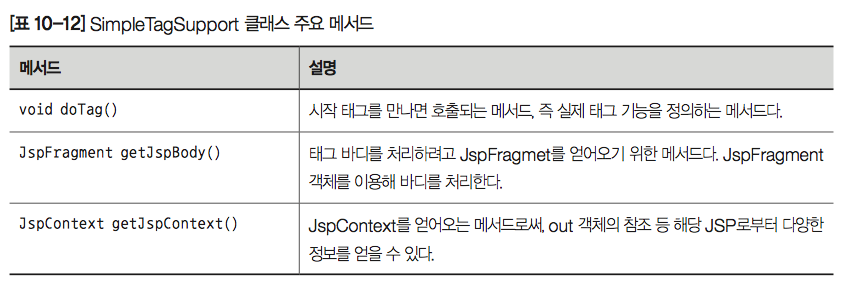 [표 10-12] SimpleTagSupport 클래스 주요 메서드
메서드 설명
void doTag() 시작 태그를 만나면 호출되는 메서드, 즉 실제 태그 기능을 정의하는 메서드다.
JspFragment getJspBody() 태그 바디를 처리하려고 JspFragmet를 얻어오기 위한 메서드다. JspFragment
객체를 이용해 바디를 처리한다.
JspContext getJspContext() JspContext를 얻어오는 메서드로써, out 객체의 참조 등 해당 JSP로부터 다양한
정보를 얻을 수 있다.